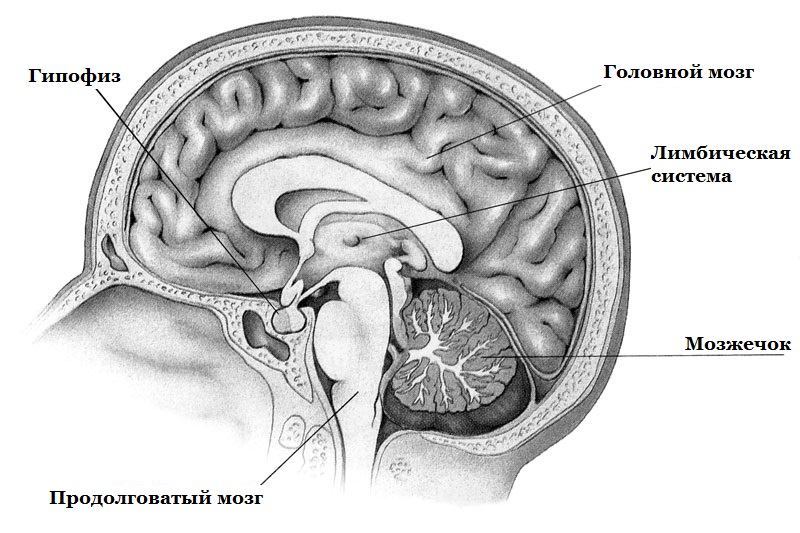 Гипофиз
Головной мозг
Лимбическая
система
Мозжечок
Продолговатый мозг